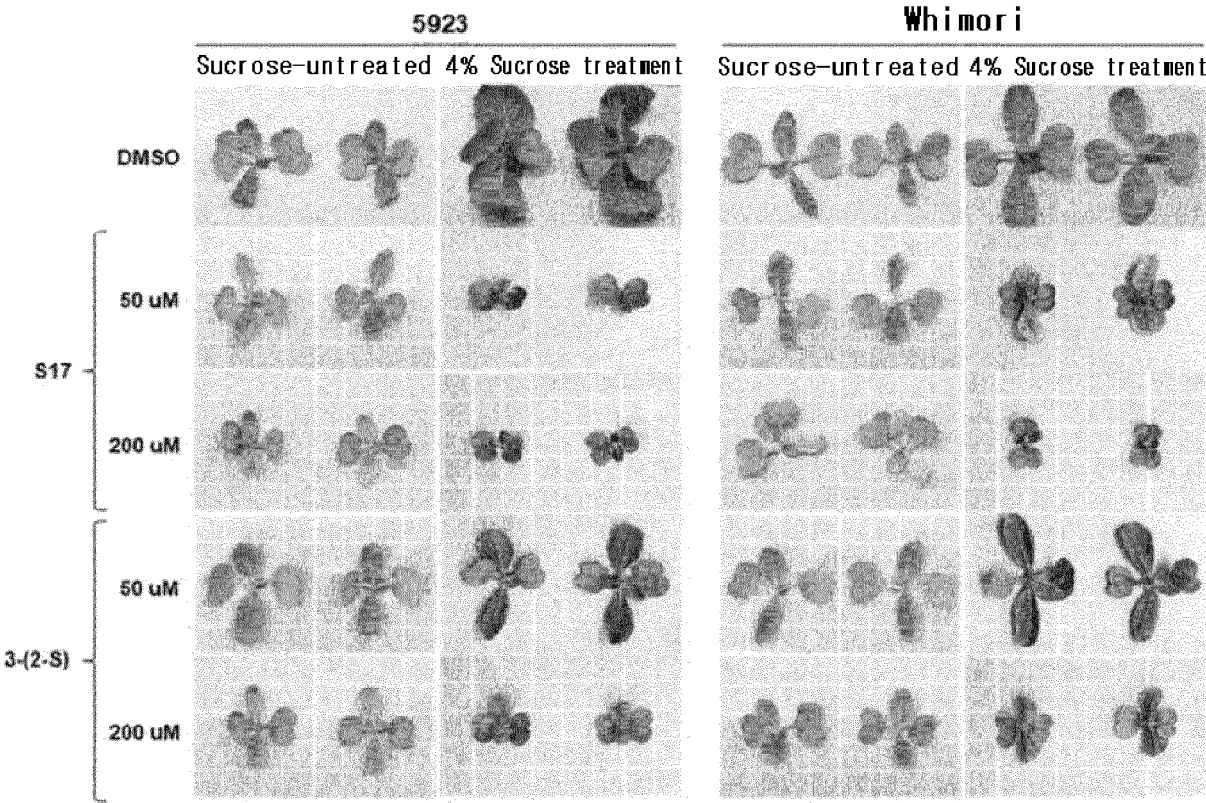 5923
Whimori
Sucrose-untreated 4% Sucrose treatment
Sucrose-untreated 4% Sucrose treatment
DMSO
50 uM
S17
200 uM
50 uM
3-(2-S)
200 uM